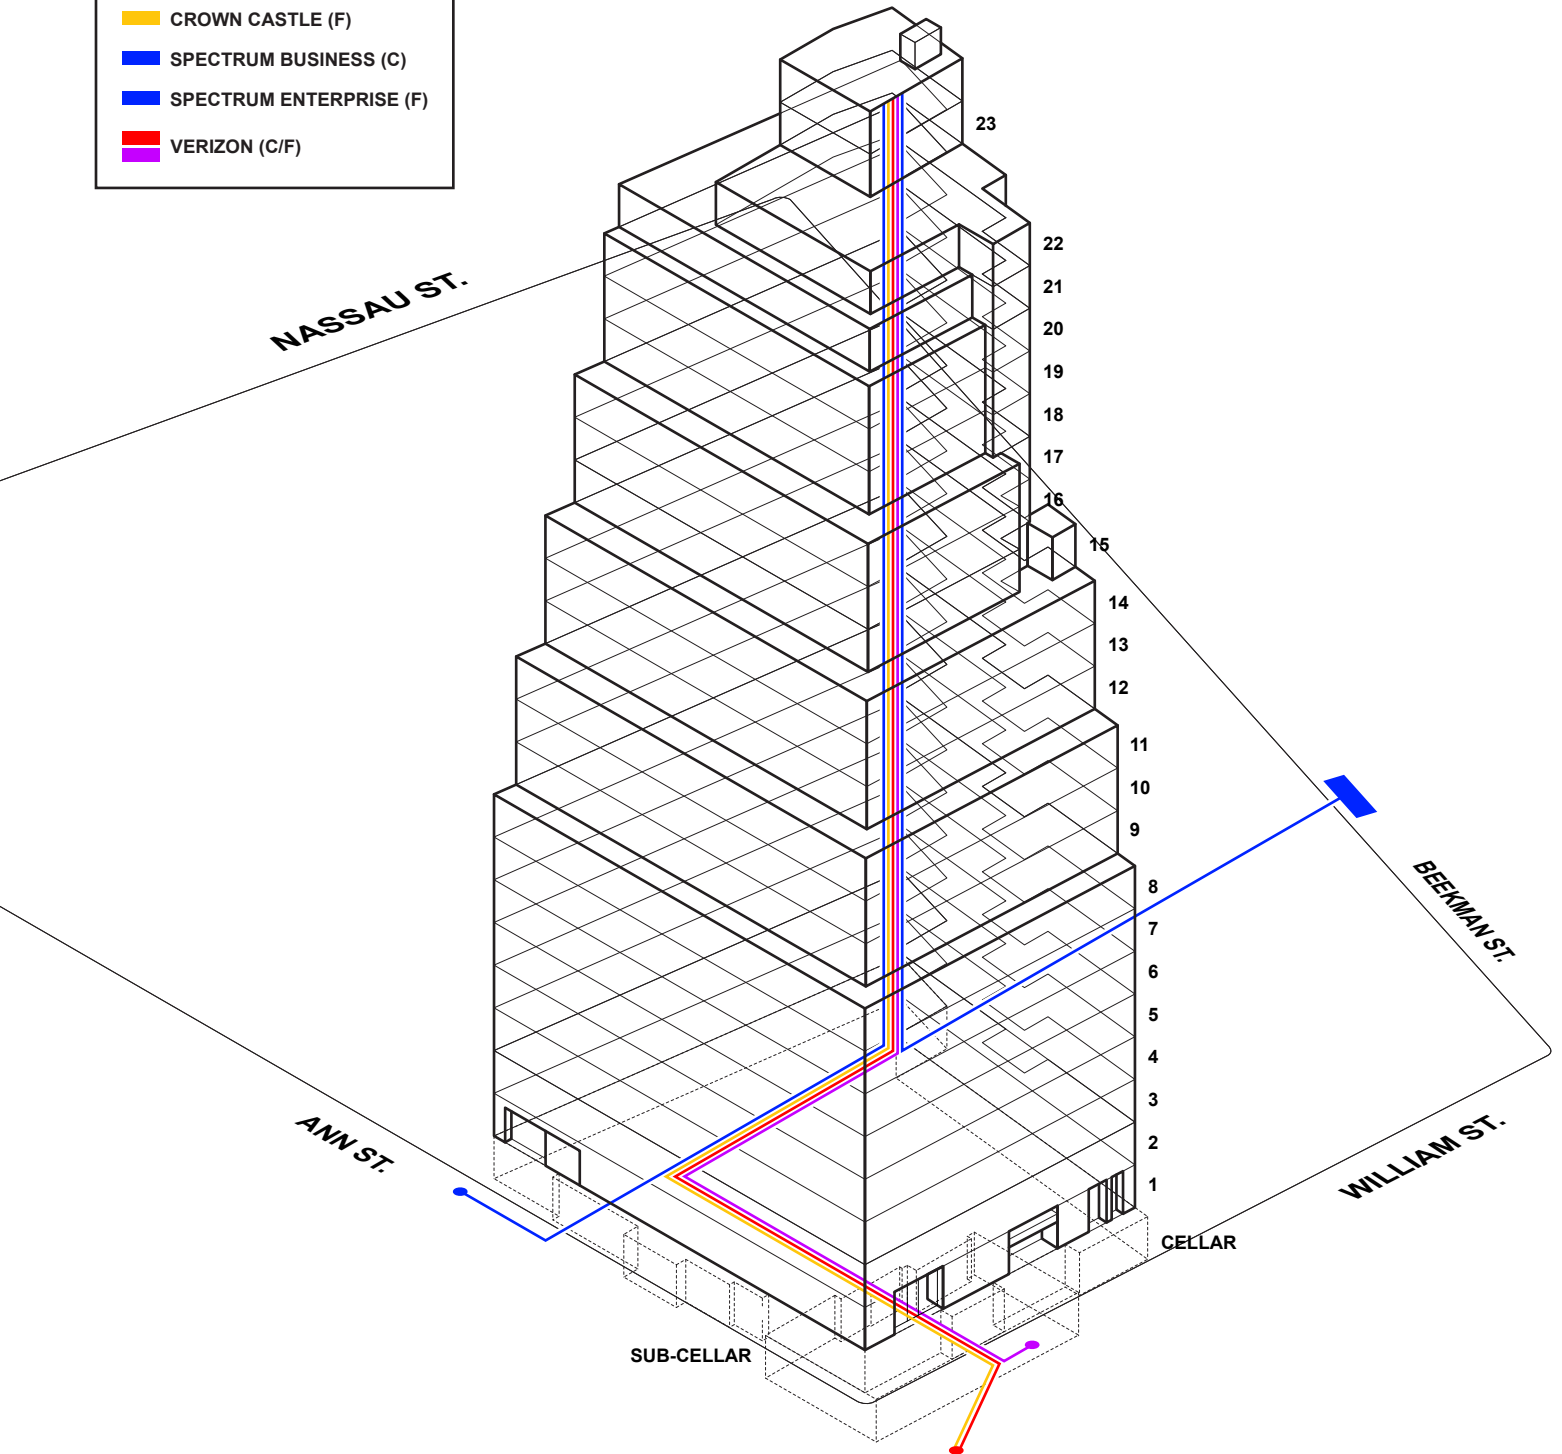 CROWN CASTLE (F)
SPECTRUM BUSINESS (C)
SPECTRUM ENTERPRISE (F)
VERIZON (C/F)
23
22
21
20
19
18
17
16
15
14
13
12
11
10
9
8
7
6
5
4
3
2
1
CELLAR
SUB-CELLAR
NASSAU ST.
BEEKMAN ST.
ANN ST.
WILLIAM ST.